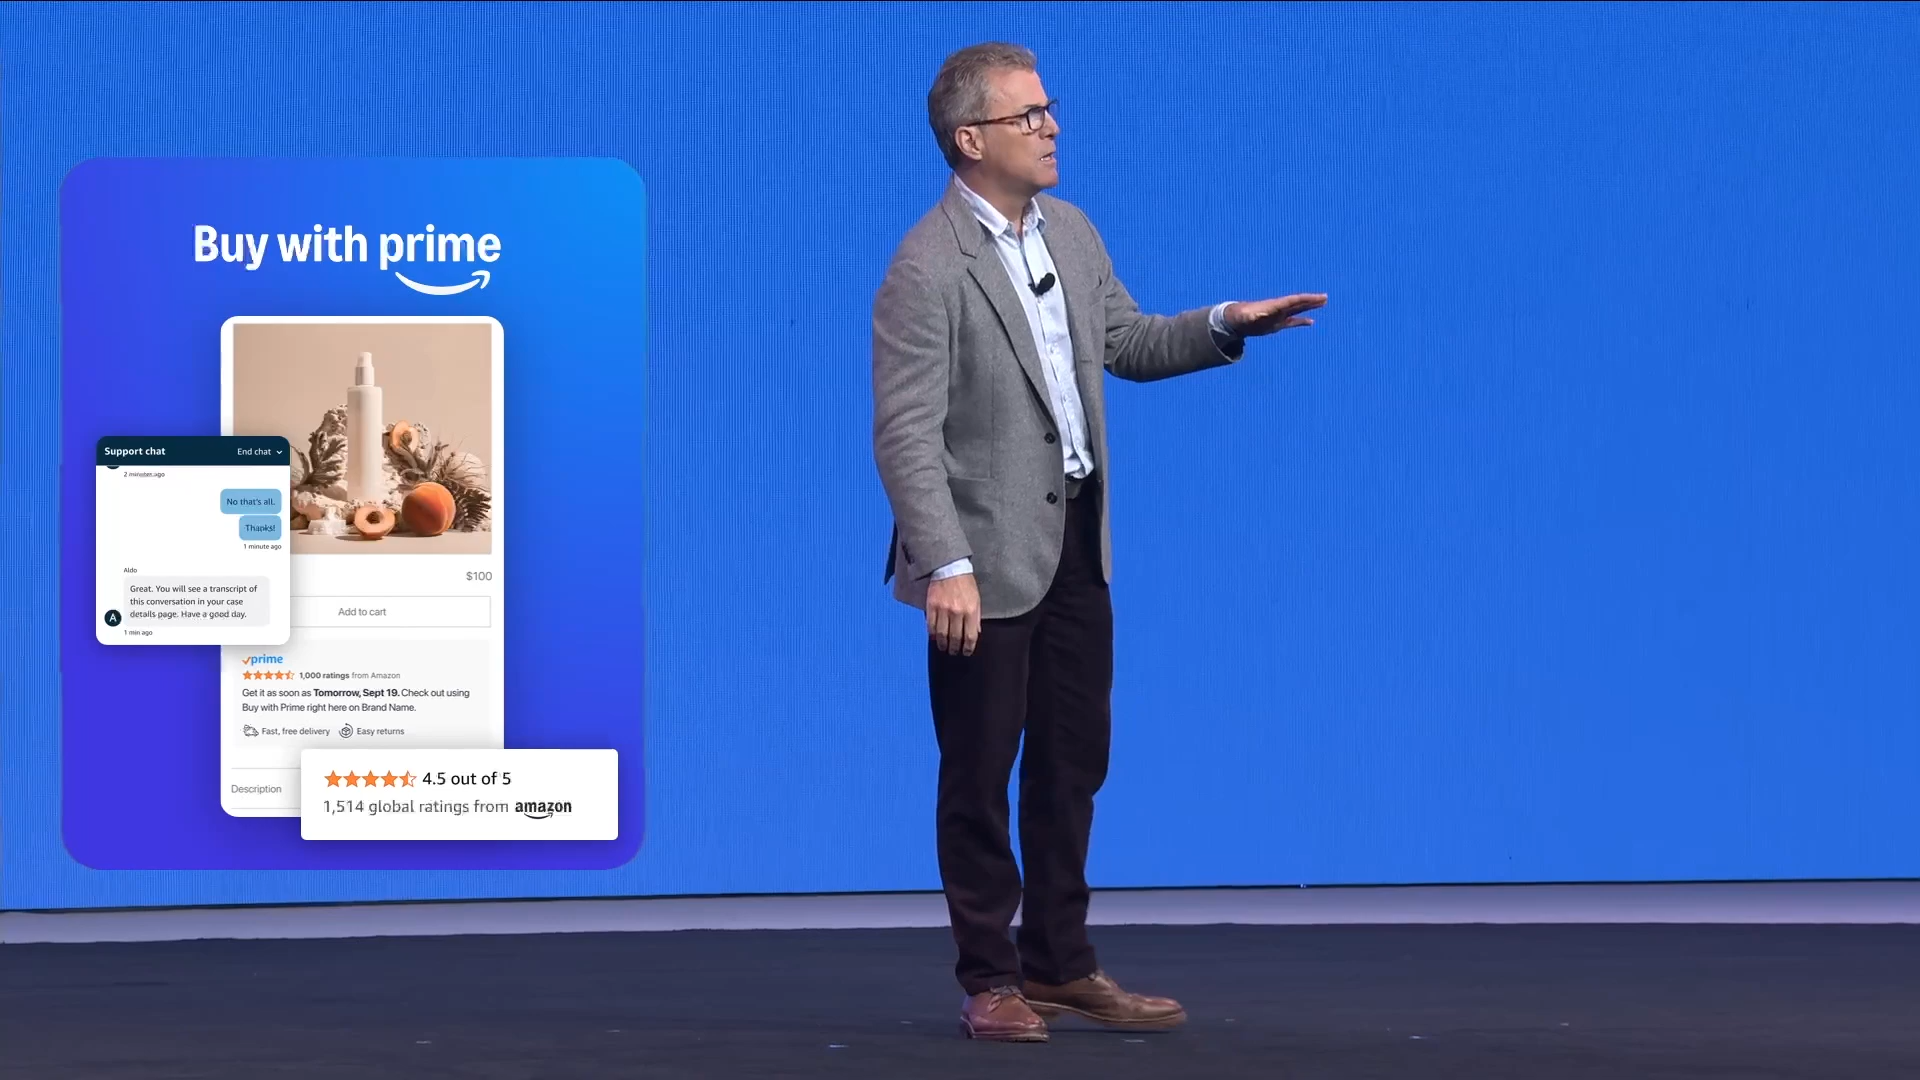 Buy with prime
Support chat
End chat
2 minutes ago
No that's all.
Thanks!
1 minute ago
Aldo
Great. You will see a transcript of
this conversation in your case
details page. Have a good day.
A
1 min ago
$100
Add to cart
prime
1,000 ratings from Amazon
Get it as soon as Tomorrow, Sept 19. Check out using
Buy with Prime right here on Brand Name.
Fast, free delivery
Easy returns
Description
4.5 out of 5
1,514 global ratings from amazon